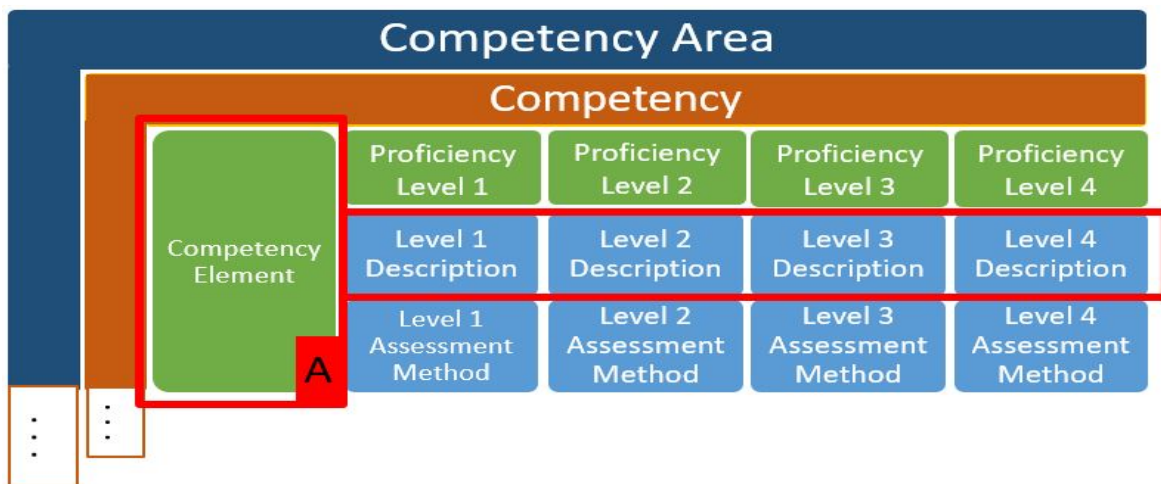 Competency Area
Competency
Proficiency
Level 1
Proficiency
Level 2
Proficiency
Level 3
Proficiency
Level 4
Competency
Element
A
Level 1
Description
Level 2
Description
Level 3
Description
Level 4
Description
Level 1
Assessment
Method
Level 2
Assessment
Method
Level 3
Assessment
Method
Level 4
Assessment
Method
...
...